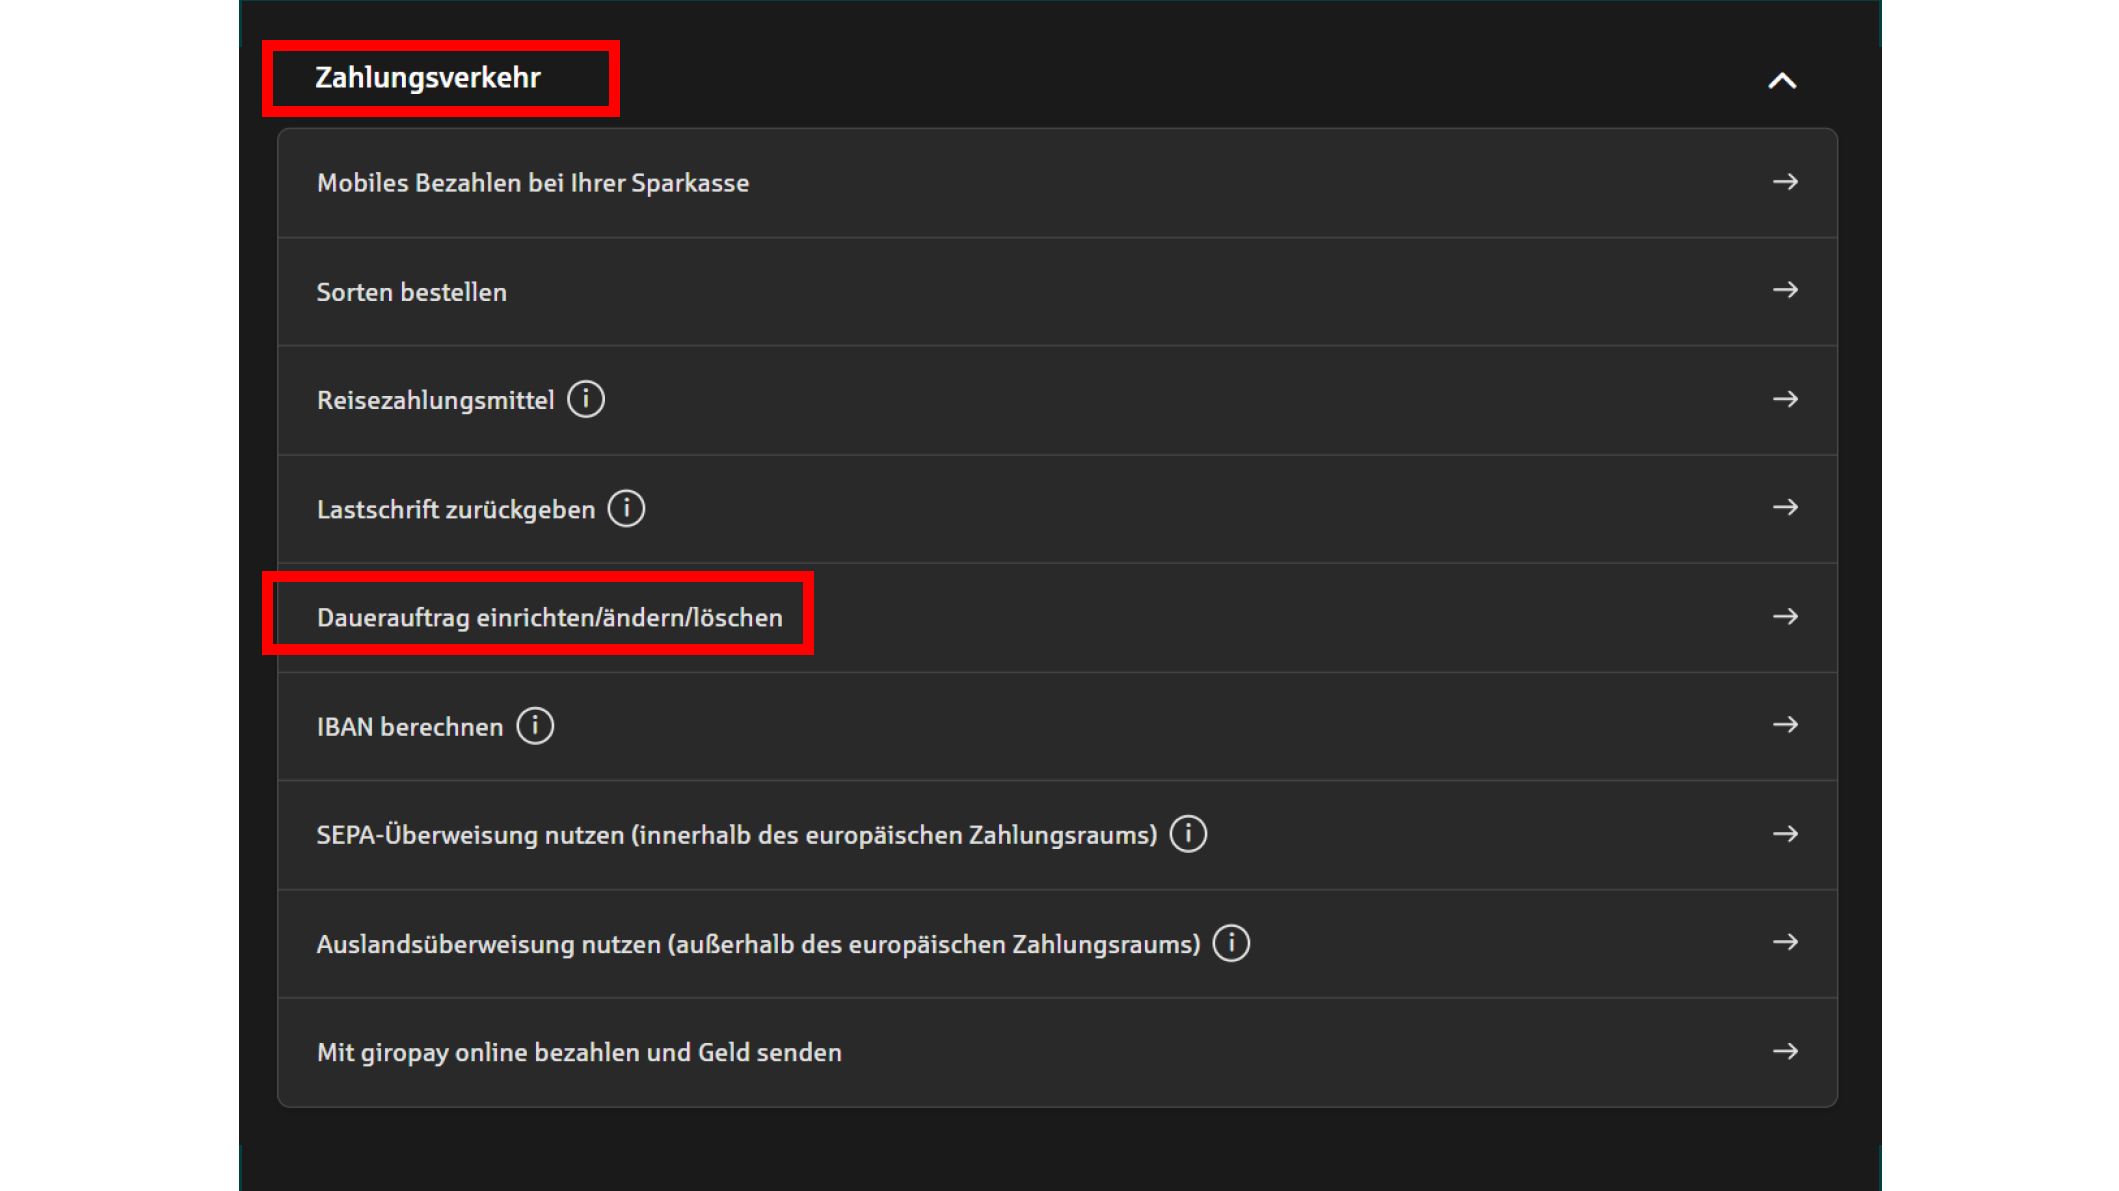 Zahlungsverkehr
Mobiles Bezahlen bei Ihrer Sparkasse
Sorten bestellen
Reisezahlungsmittel
Lastschrift zurückgeben
Dauerauftrag einrichten/ändern/löschen
IBAN berechnen
SEPA-Überweisung nutzen (innerhalb des europäischen Zahlungsraums)
Auslandsüberweisung nutzen (außerhalb des europäischen Zahlungsraums)
Mit giropay online bezahlen und Geld senden